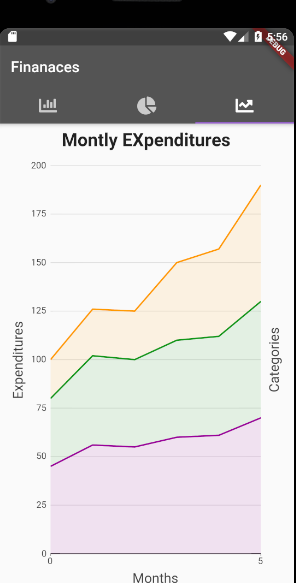 5:56
DEBUG
Finanaces
Montly EXpenditures
200
175
150
125
100
75
50
25
0
Expenditures
Categories
0 5
Months